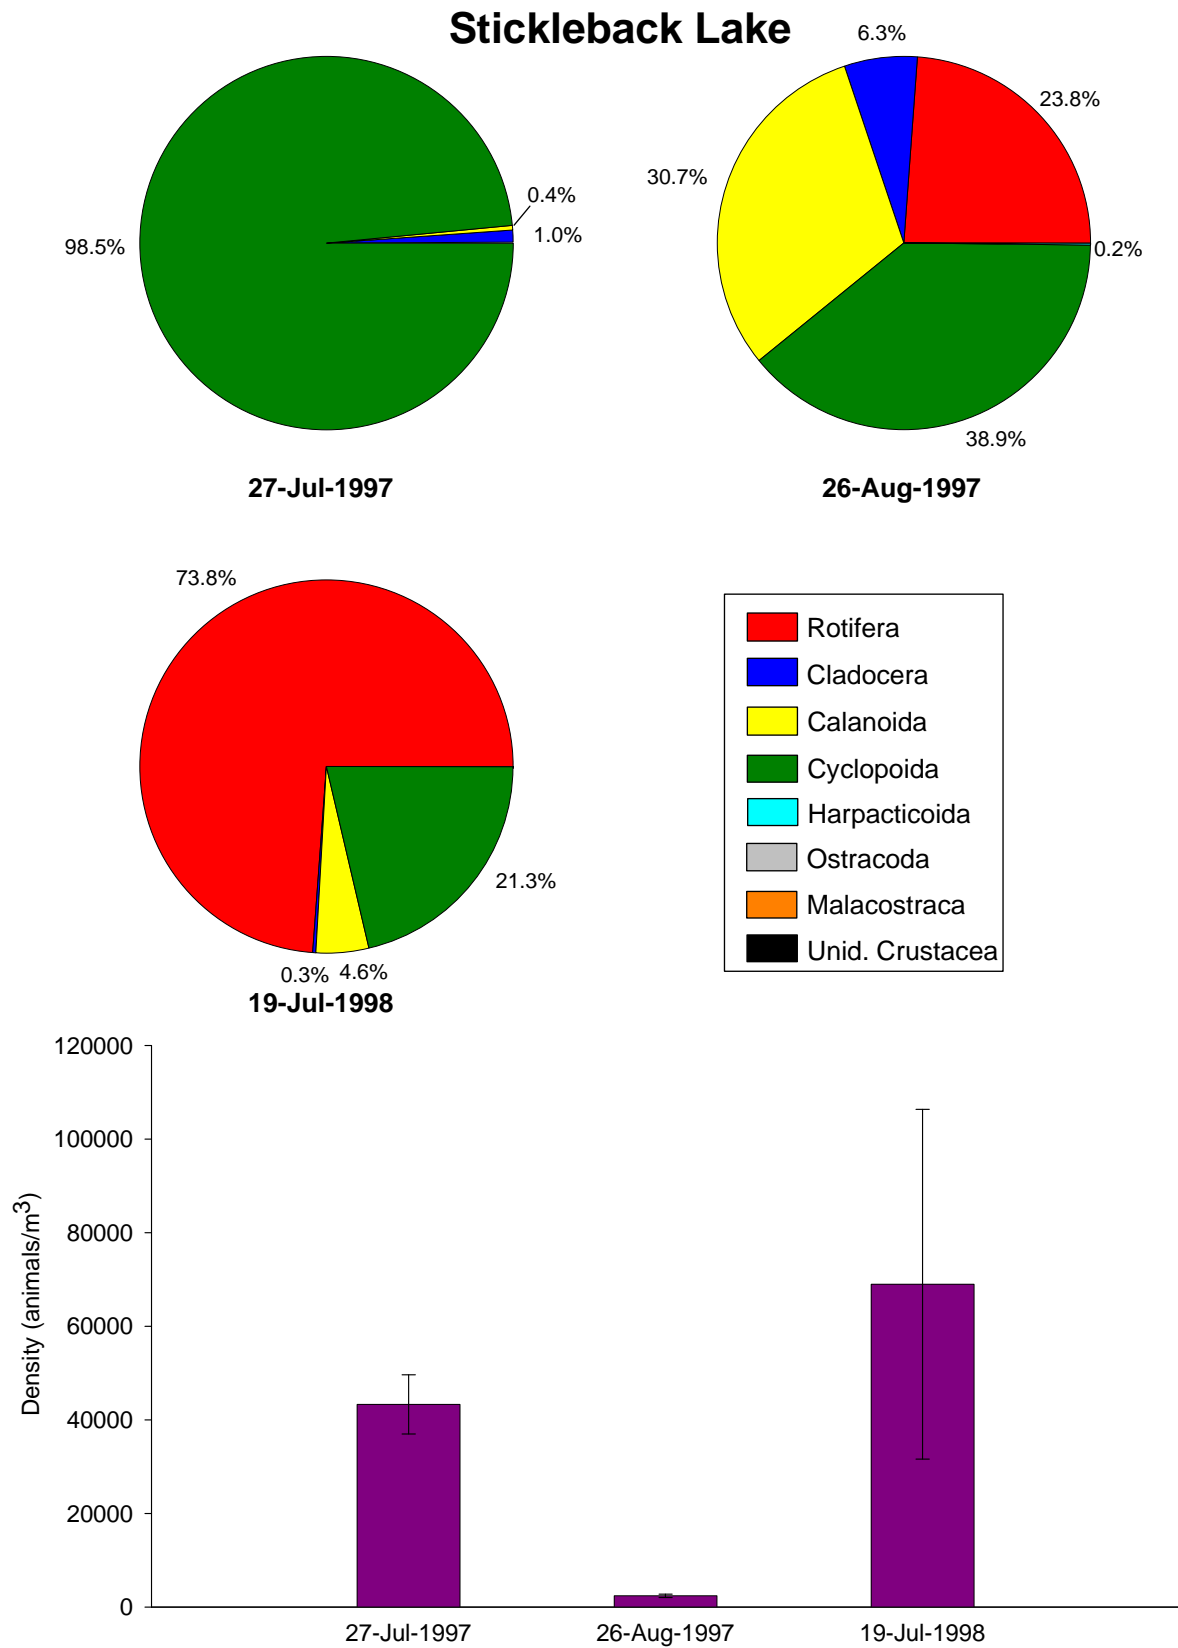 Stickleback Lake
98.5%
0.4%
1.0%
27-Jul-1997
6.3%
23.8%
30.7%
0.2%
38.9%
26-Aug-1997
73.8%
21.3%
0.3%
4.6%
19-Jul-1998
Rotifera
Cladocera
Calanoida
Cyclopoida
Harpacticoida
Ostracoda
Malacostraca
Unid. Crustacea
Density (animals/m3)
120000
100000
80000
60000
40000
20000
0
27-Jul-1997
26-Aug-1997
19-Jul-1998